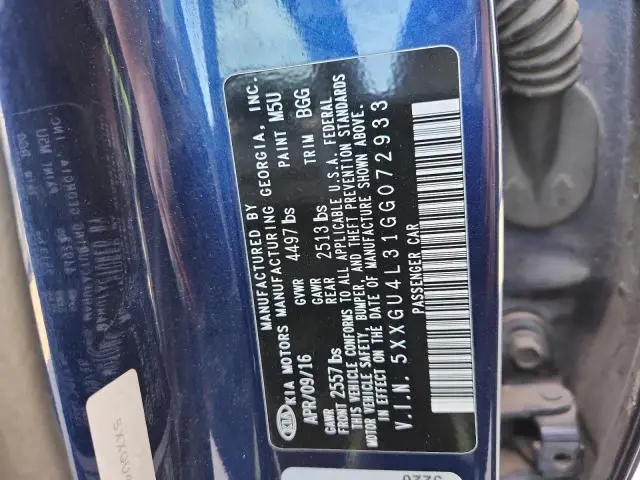 MANUFACTURED BY
KIA KIA MOTORS MANUFACTURING GEORGIA, INC.
APR/09/16 GVWR 4497 lbs PAINT M5U
GAWR GAWR
FRONT 2557 lbs REAR 2513 lbs TRIM BGG
THIS VEHICLE CONFORMS TO ALL APPLICABLE U.S.A. FEDERAL
MOTOR VEHICLE SAFETY, BUMPER, AND THEFT PREVENTION STANDARDS
IN EFFECT ON THE DATE OF MANUFACTURE SHOWN ABOVE.
V.I.N. 5XXGU4L31GG072933
PASSENGER CAR